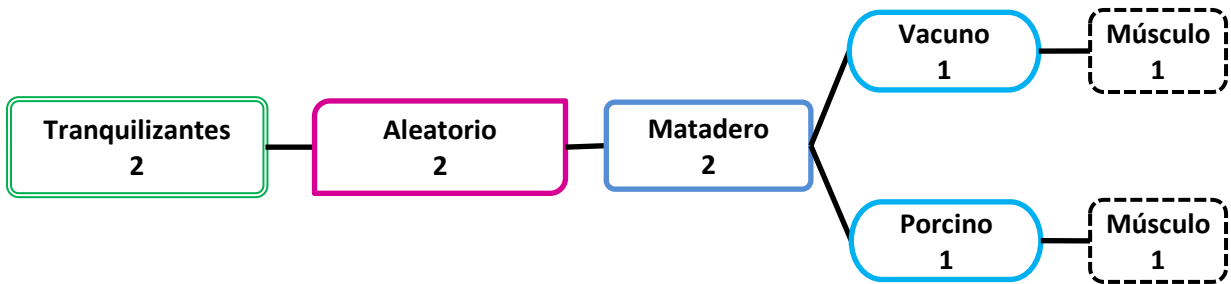 Tranquilizantes
2
Aleatorio
2
Matadero
2
Vacuno
1
Músculo
1
Porcino
1
Músculo
1